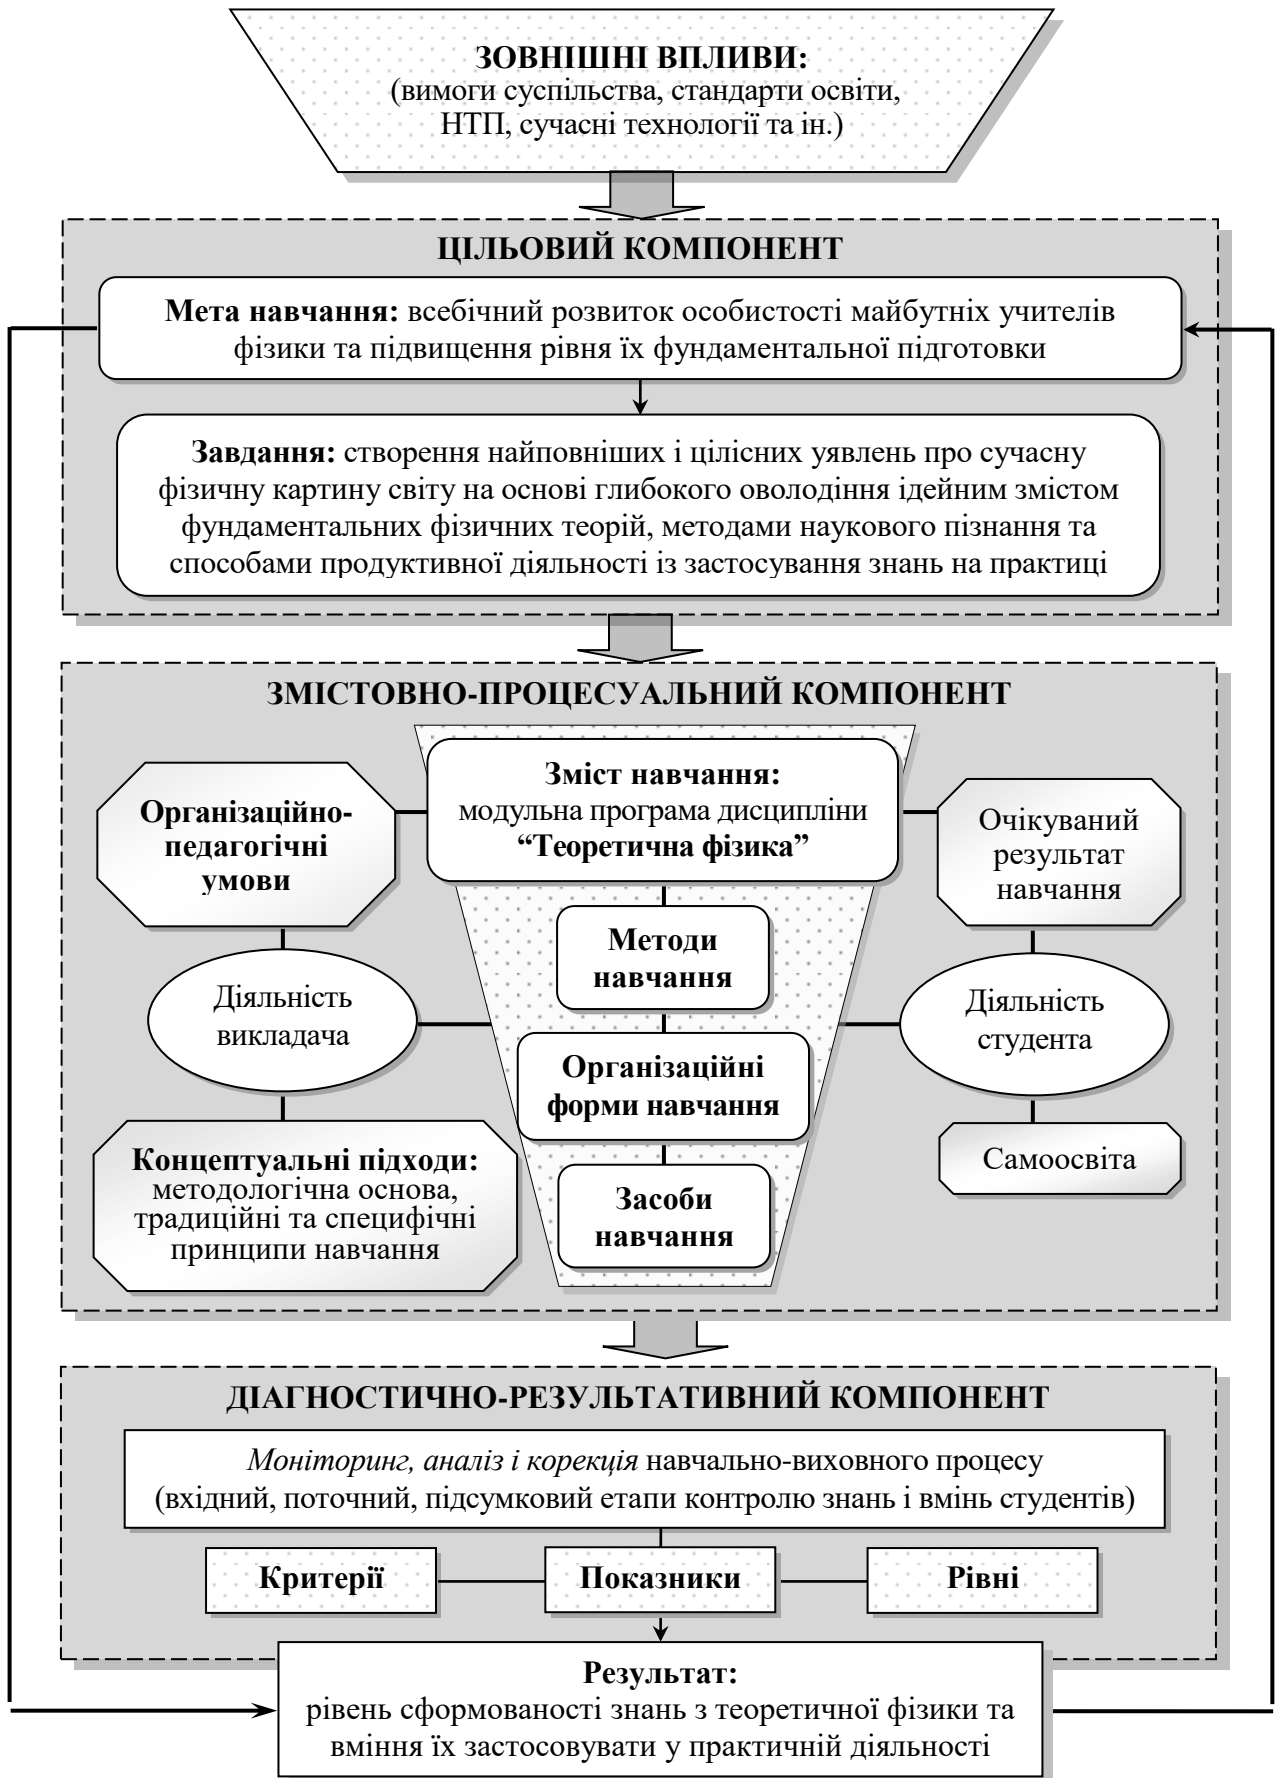 ЗОВНІШНІ ВПЛИВИ:
(вимоги суспільства, стандарти освіти,
НТП, сучасні технології та ін.)
ЦІЛЬОВИЙ КОМПОНЕНТ
Мета навчання: всебічний розвиток особистості майбутніх учителів
фізики та підвищення рівня їх фундаментальної підготовки
Завдання: створення найповніших і цілісних уявлень про сучасну
фізичну картину світу на основі глибокого оволодіння ідейним змістом
фундаментальних фізичних теорій, методами наукового пізнання та
способами продуктивної діяльності із застосування знань на практиці
ЗМІСТОВНО-ПРОЦЕСУАЛЬНИЙ КОМПОНЕНТ
Організаційно-
педагогічні
умови
Зміст навчання:
модульна програма дисципліни
“Теоретична фізика”
Очікуваний
результат
навчання
Методи
навчання
Діяльність
викладача
Діяльність
студента
Організаційні
форми навчання
Концептуальні підходи:
методологічна основа,
традиційні та специфічні
принципи навчання
Засоби
навчання
Самоосвіта
ДІАГНОСТИЧНО-РЕЗУЛЬТАТИВНИЙ КОМПОНЕНТ
Моніторинг, аналіз і корекція навчально-виховного процесу
(вхідний, поточний, підсумковий етапи контролю знань і вмінь студентів)
Критерії
Показники
Рівні
Результат:
рівень сформованості знань з теоретичної фізики та
вміння їх застосовувати у практичній діяльності